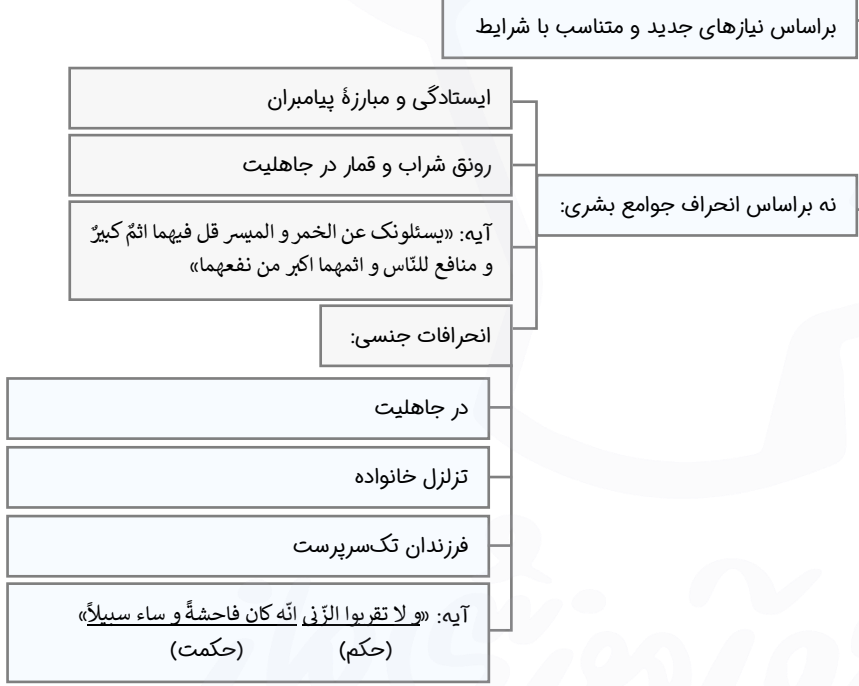 براساس نیازهای جدید و متناسب با شرایط
نه براساس انحراف جوامع بشری:
ایستادگی و مبارزهٔ پیامبران
رونق شراب و قمار در جاهلیت
آیه: «یسئلونک عن الخمر و المیسر قل فیهما اثمٌ کبیرٌ
و منافع للنّاس و اثمهما اکبر من نفعهما»
انحرافات جنسی:
در جاهلیت
تزلزل خانواده
فرزندان تک‌سرپرست
آیه: «و لا تقربوا الزّنی انّه کان فاحشةً و ساء سبیلاً»
(حکم) (حکمت)